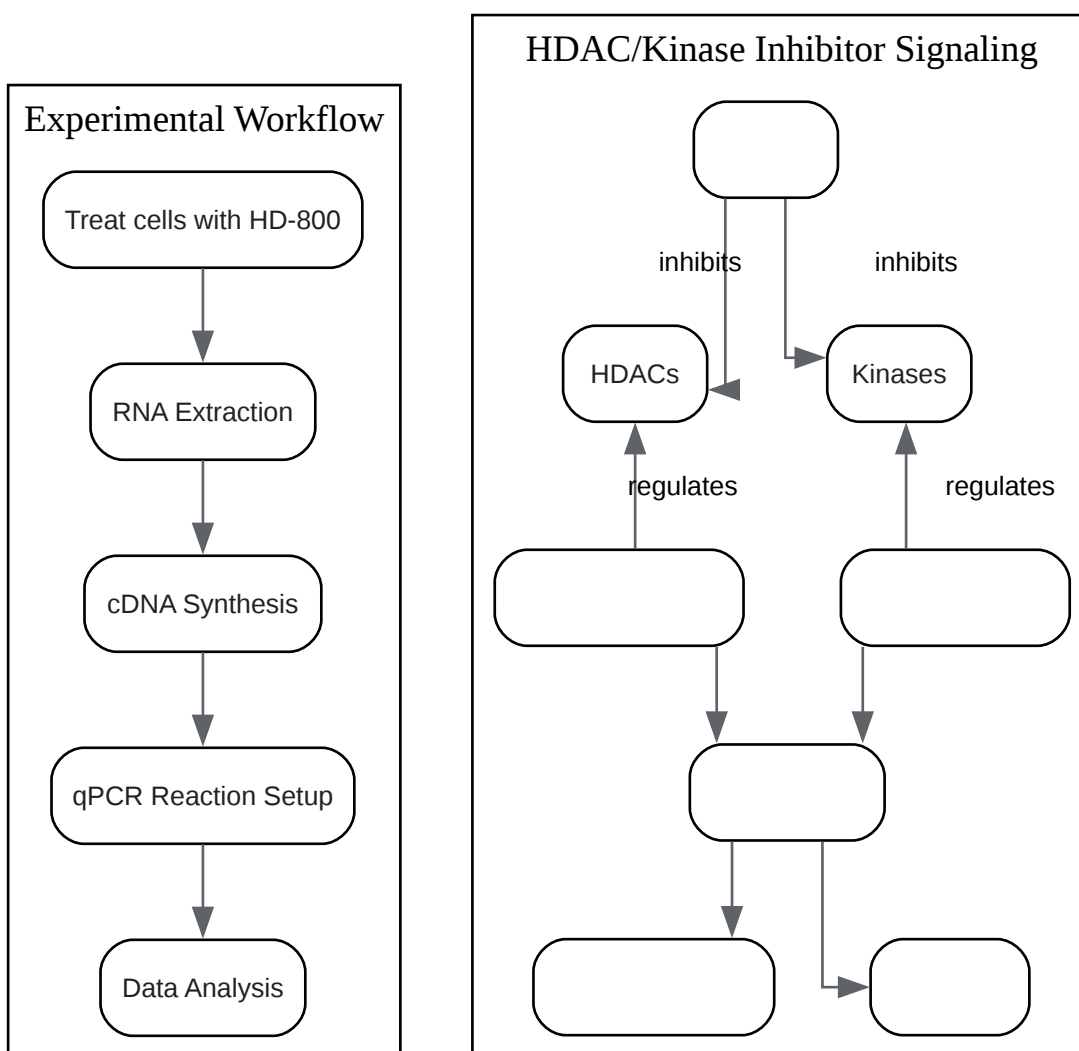 Experimental Workflow
Treat cells with HD-800
RNA Extraction
cDNA Synthesis
qPCR Reaction Setup
Data Analysis
HDAC/Kinase Inhibitor Signaling
inhibits
inhibits
HDACs
Kinases
regulates
regulates